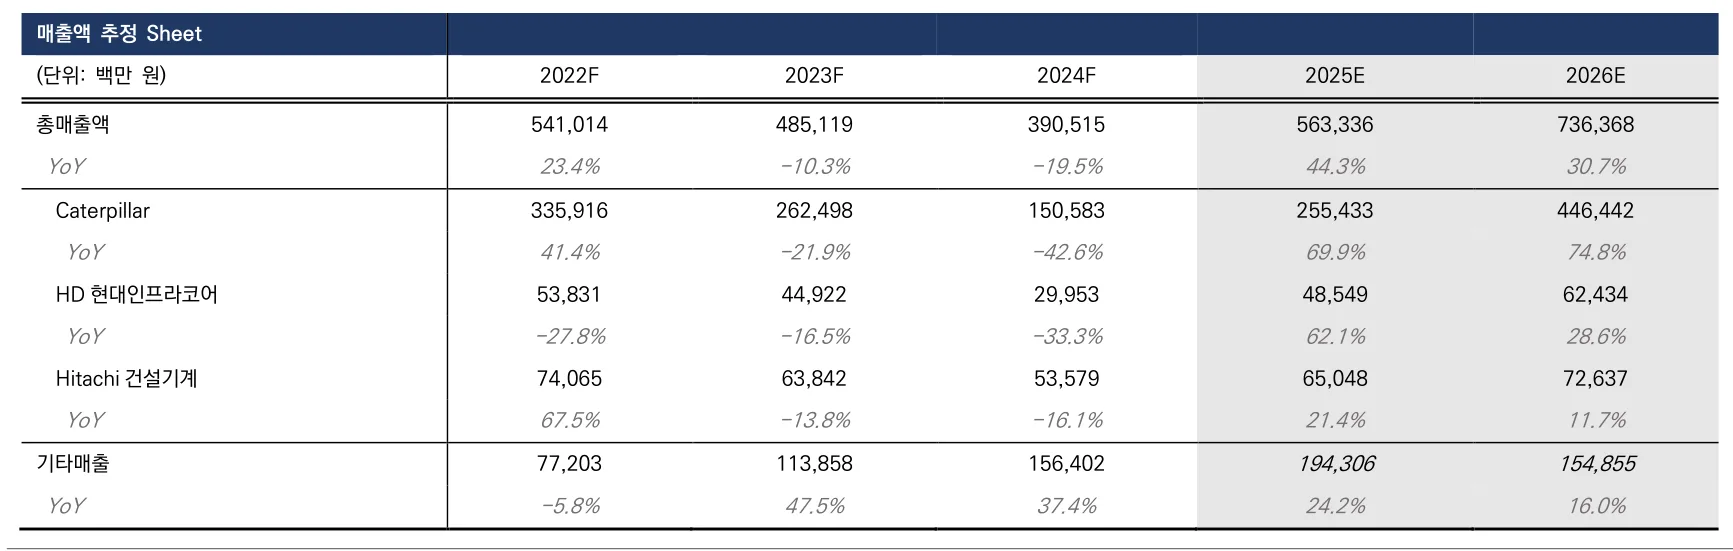 매출액 추정 Sheet
(단위: 백만 원) 2022F 2023F 2024F 2025E 2026E
총매출액 541,014 485,119 390,515 563,336 736,368
YoY 23.4% -10.3% -19.5% 44.3% 30.7%
Caterpillar 335,916 262,498 150,583 255,433 446,442
YoY 41.4% -21.9% -42.6% 69.9% 74.8%
HD 현대인프라코어 53,831 44,922 29,953 48,549 62,434
YoY -27.8% -16.5% -33.3% 62.1% 28.6%
Hitachi 건설기계 74,065 63,842 53,579 65,048 72,637
YoY 67.5% -13.8% -16.1% 21.4% 11.7%
기타매출 77,203 113,858 156,402 194,306 154,855
YoY -5.8% 47.5% 37.4% 24.2% 16.0%